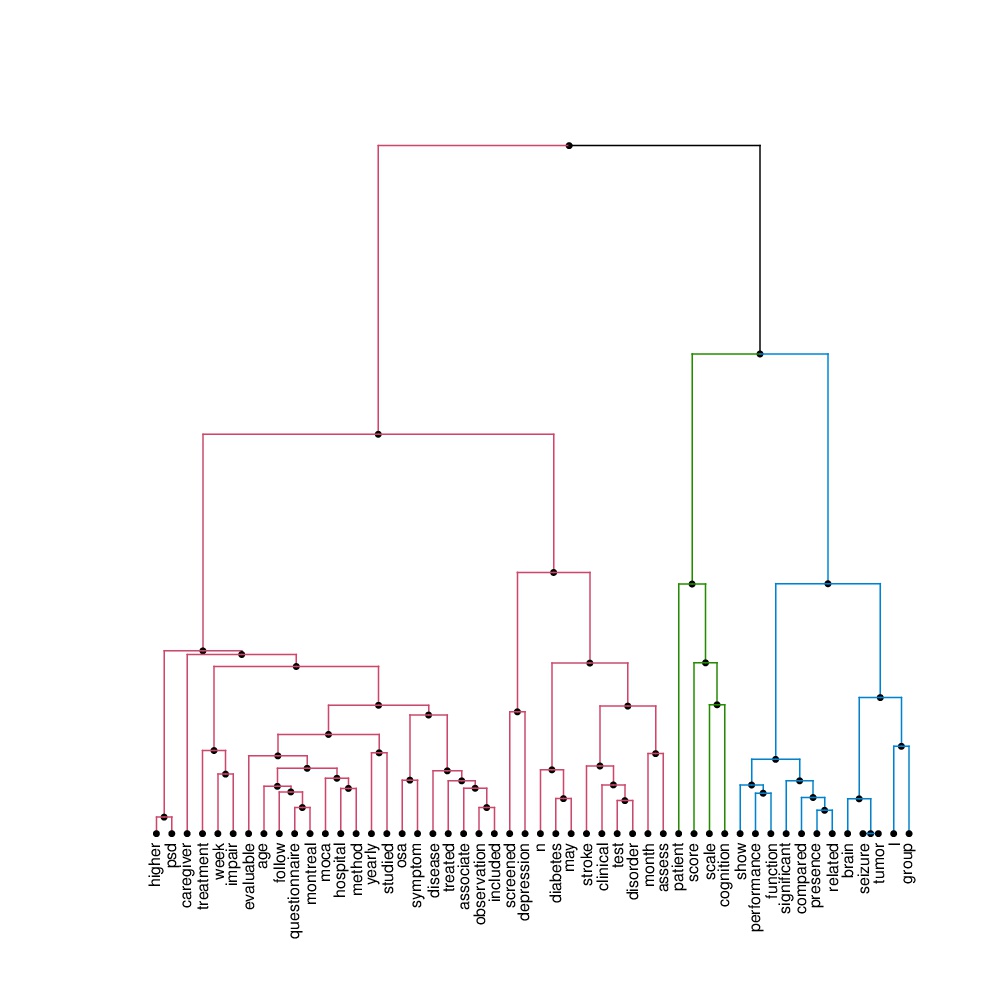 higher
psd
caregiver
treatment
week
impair
evaluable
age
follow
questionnaire
montreal
moca
hospital
method
yearly
studied
osa
symptom
disease
treated
associate
observation
included
screened
depression
n
diabetes
may
stroke
clinical
test
disorder
month
assess
patient
score
scale
cognition
show
performance
function
significant
compared
presence
related
brain
seizure
tumor
I
group